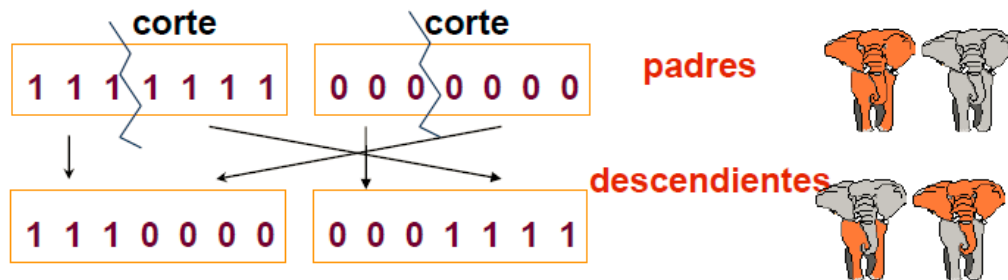 corte corte
1 1 1 1 1 1 1 0 0 0 0 0 0 0 padres
descendientes
1 1 1 0 0 0 0 0 0 0 1 1 1 1